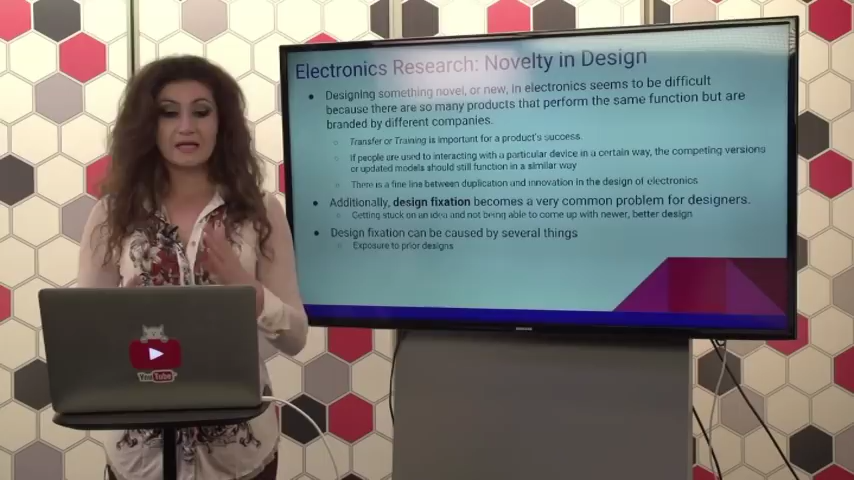 Electronics Research: Novelty in Design
• Designing something novel, or new, in electronics seems to be difficult
because there are so many products that perform the same function but are
branded by different companies.
○ Transfer or Training is important for a product's success.
○ If people are used to interacting with a particular device in a certain way, the competing versions
or updated models should still function in a similar way
○ There is a fine line between duplication and innovation in the design of electronics
• Additionally, design fixation becomes a very common problem for designers.
○ Getting stuck on an idea and not being able to come up with newer, better design
• Design fixation can be caused by several things
○ Exposure to prior designs
SAMSUNG
YouTube